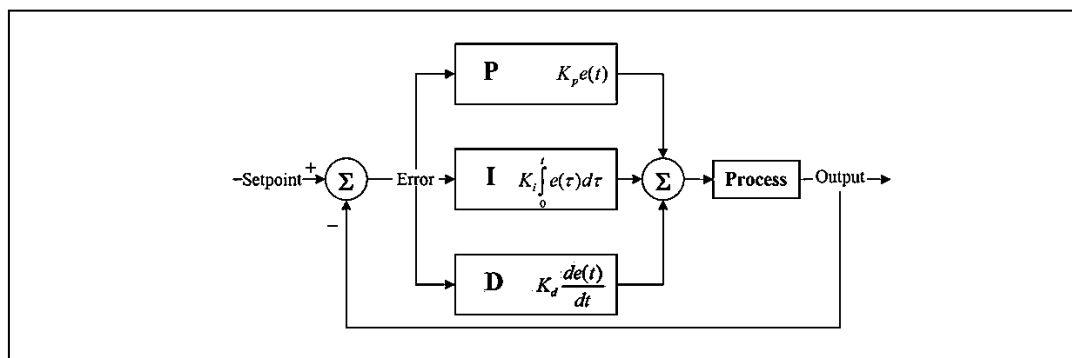 P K_p e(t)
Setpoint + Σ Error I K_i ∫_0^t e(τ)dτ Σ Process Output
−
D K_d de(t)/dt